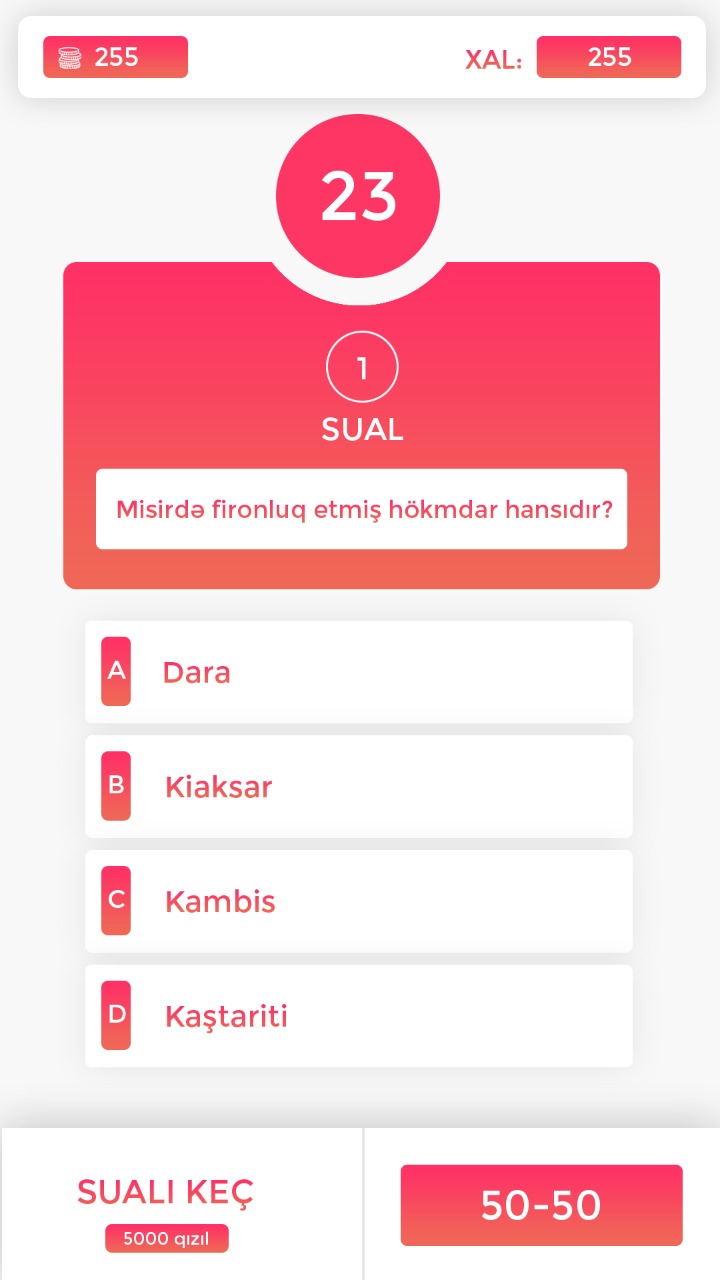 255
XAL: 255
23
1
SUAL
Misirdə fironluq etmiş hökmdar hansıdır?
A Dara
B Kiaksar
C Kambis
D Kaştariti
SUALI KEÇ
5000 qızıl
50-50